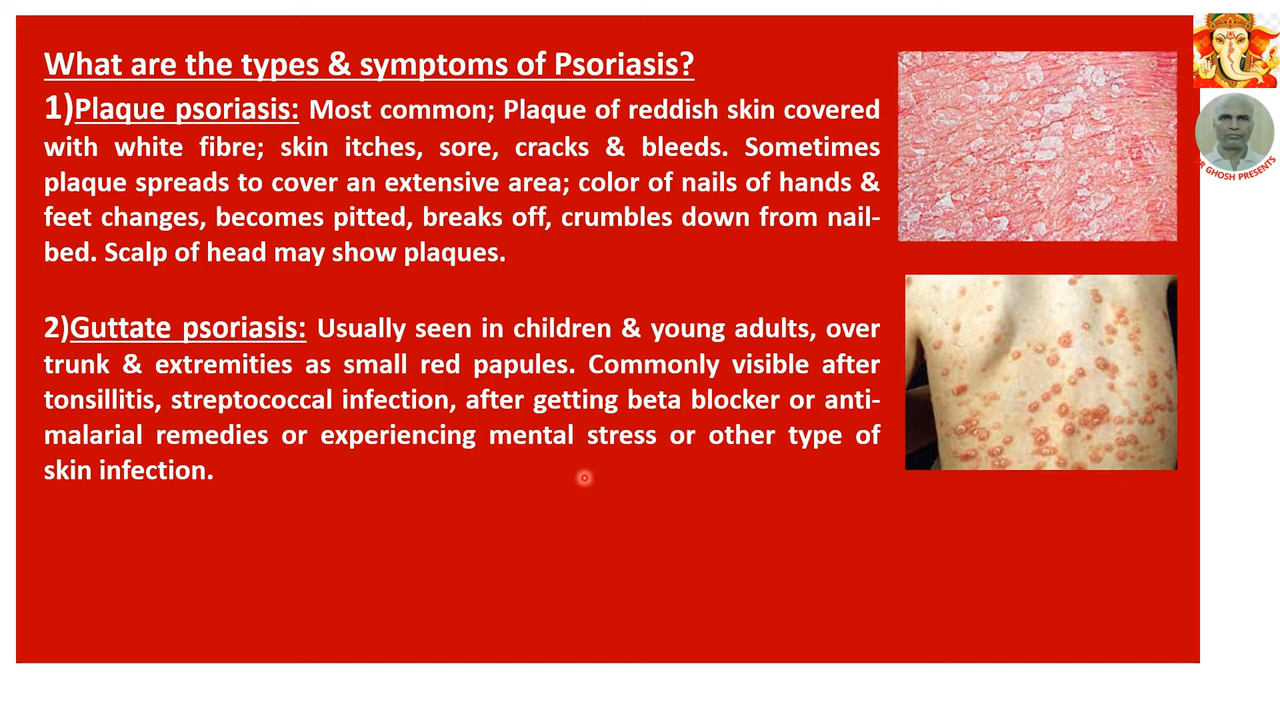 What are the types & symptoms of Psoriasis?
1)Plaque psoriasis: Most common; Plaque of reddish skin covered
with white fibre; skin itches, sore, cracks & bleeds. Sometimes
plaque spreads to cover an extensive area; color of nails of hands &
feet changes, becomes pitted, breaks off, crumbles down from nail-
bed. Scalp of head may show plaques.
2)Guttate psoriasis: Usually seen in children & young adults, over
trunk & extremities as small red papules. Commonly visible after
tonsillitis, streptococcal infection, after getting beta blocker or anti-
malarial remedies or experiencing mental stress or other type of
skin infection.
GHOSH PRESENTS